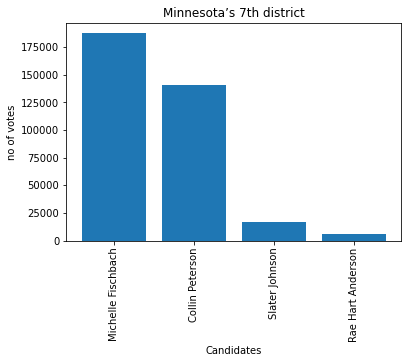 Minnesota’s 7th district
no of votes
175000
150000
125000
100000
75000
50000
25000
0
Michelle Fischbach
Collin Peterson
Slater Johnson
Rae Hart Anderson
Candidates